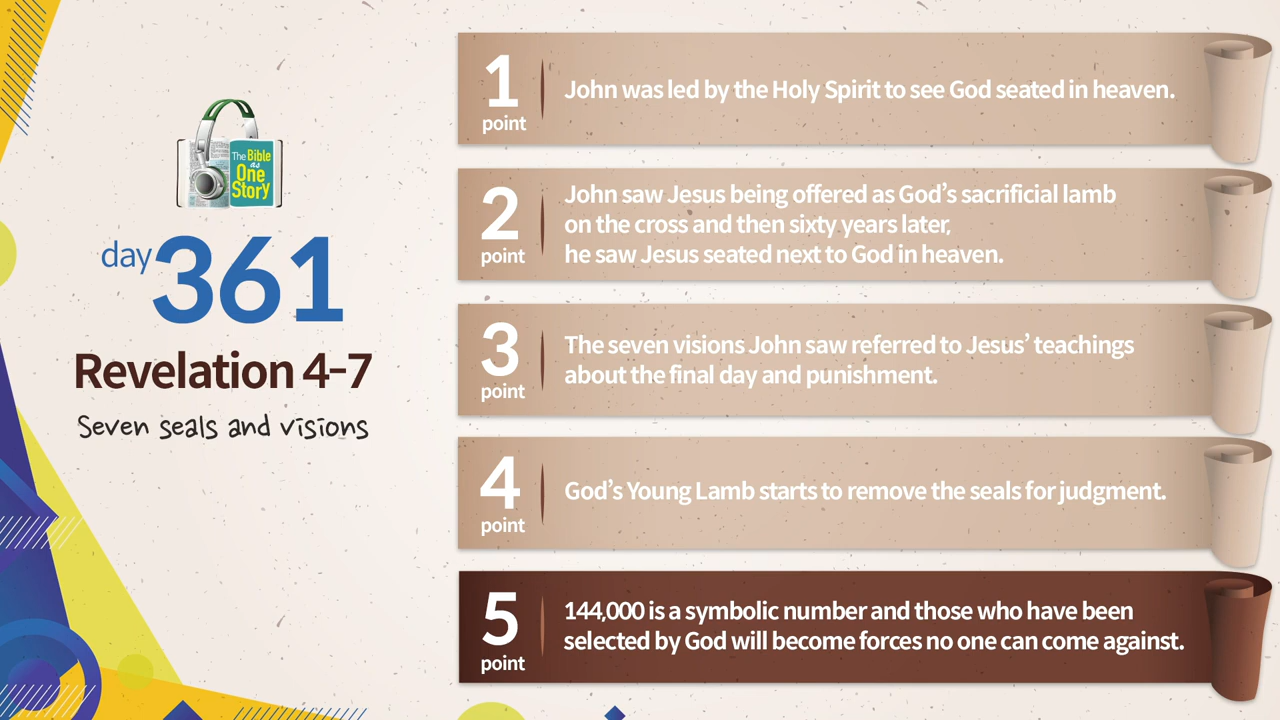 The Bible
as
One
Story
day 361
Revelation 4-7
Seven seals and visions
1
point
John was led by the Holy Spirit to see God seated in heaven.
2
point
John saw Jesus being offered as God’s sacrificial lamb
on the cross and then sixty years later,
he saw Jesus seated next to God in heaven.
3
point
The seven visions John saw referred to Jesus’ teachings
about the final day and punishment.
4
point
God’s Young Lamb starts to remove the seals for judgment.
5
point
144,000 is a symbolic number and those who have been
selected by God will become forces no one can come against.